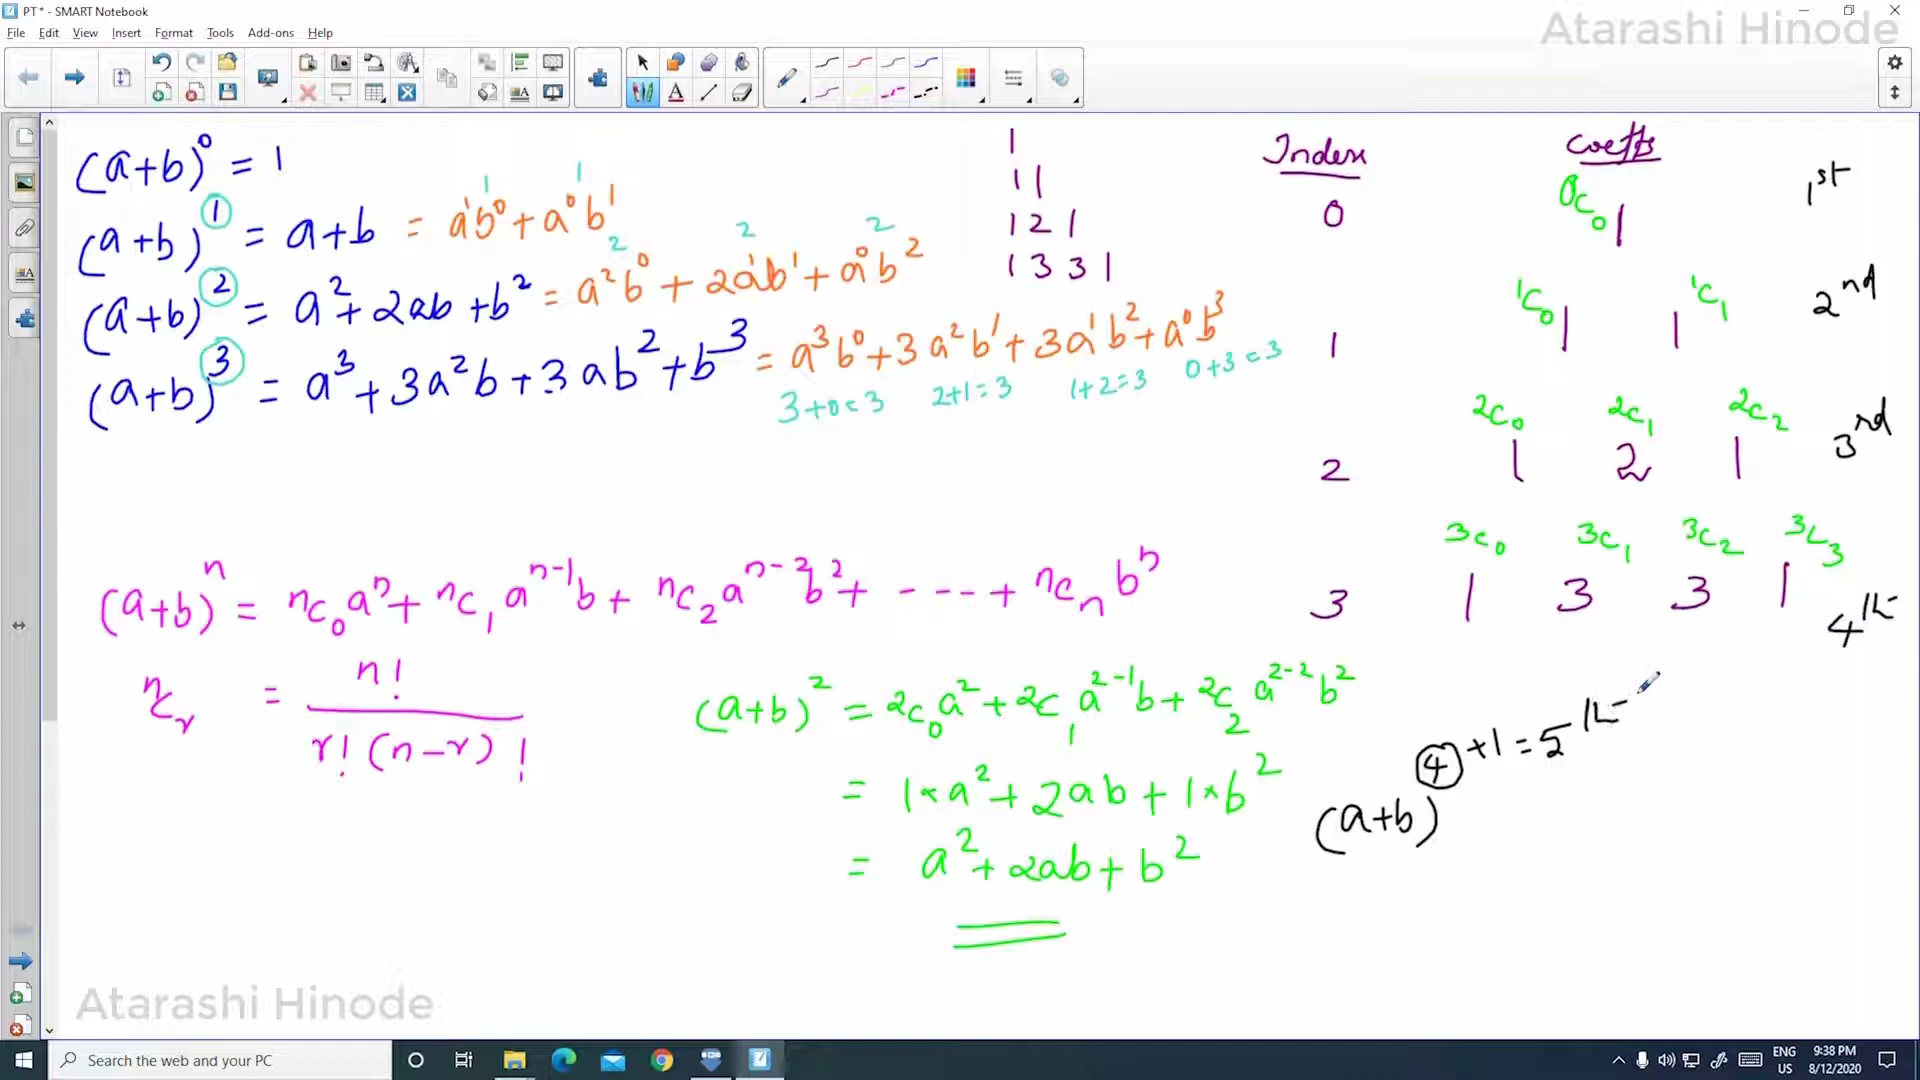 PT* - SMART Notebook
Atarashi Hinode
File Edit View Insert Format Tools Add-ons Help
(a+b)⁰ = 1
(a+b)¹ = a+b = a¹b⁰ + a⁰b¹
1 1
(a+b)² = a² + 2ab + b² = a²b⁰ + 2a¹b¹ + a⁰b²
2 2 2
(a+b)³ = a³ + 3a²b + 3ab² + b³ = a³b⁰ + 3a²b¹ + 3a¹b² + a⁰b³
3+0=3 2+1=3 1+2=3 0+3=3
1
1 1
1 2 1
1 3 3 1
Index Coeffs
⁰C₀ 1st
0 1
¹C₀ ¹C₁ 2nd
1 1 1
²C₀ ²C₁ ²C₂ 3rd
2 1 2 1
³C₀ ³C₁ ³C₂ ³C₃
3 1 3 3 1 4th
(a+b)ⁿ = ⁿC₀aⁿ + ⁿC₁aⁿ⁻¹b + ⁿC₂aⁿ⁻²b² + ---- + ⁿCₙbⁿ
ⁿCᵣ = n! / r!(n-r)!
(a+b)² = ²C₀a² + ²C₁a²⁻¹b + ²C₂a²⁻²b²
= 1×a² + 2ab + 1×b²
= a² + 2ab + b²
4 +1 = 5th
(a+b)
Atarashi Hinode
Search the web and your PC
ENG 9:38 PM
US 8/12/2020